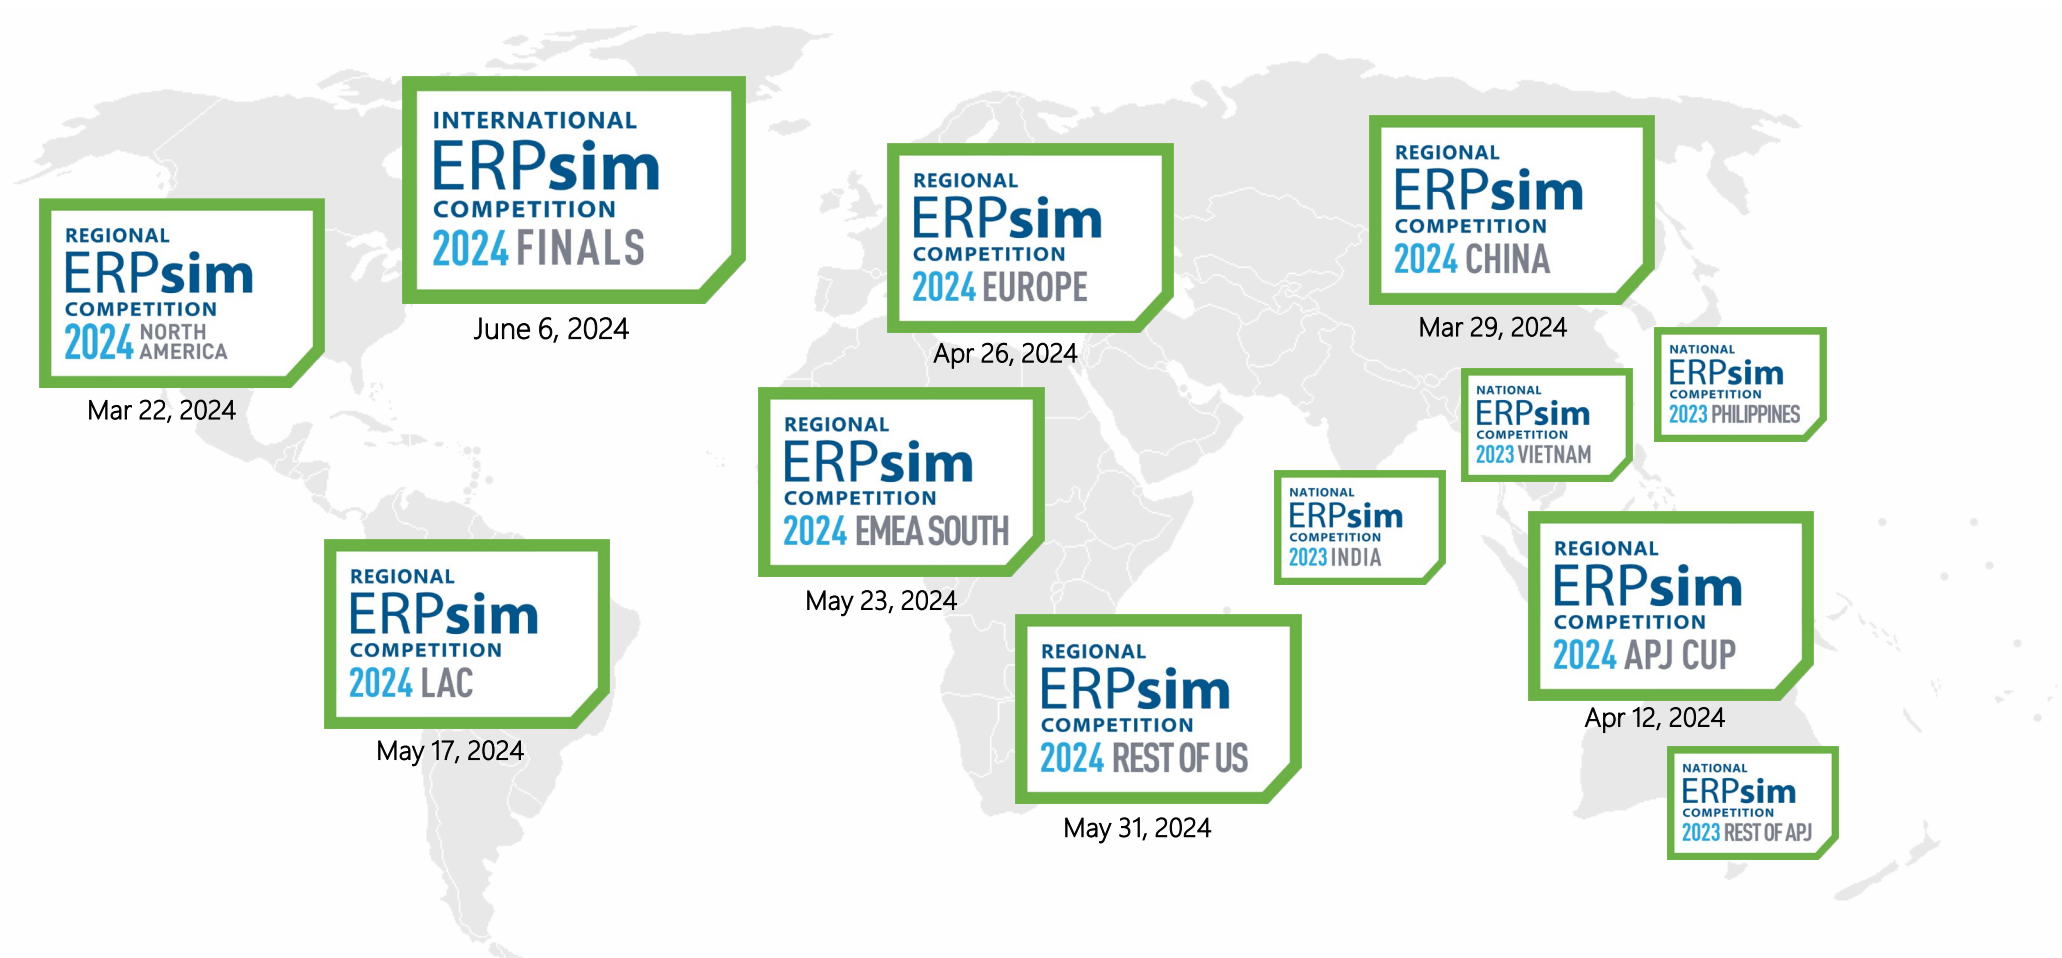 INTERNATIONAL
ERPsim
COMPETITION
2024 FINALS
June 6, 2024
REGIONAL
ERPsim
COMPETITION
2024 NORTH
AMERICA
Mar 22, 2024
REGIONAL
ERPsim
COMPETITION
2024 EUROPE
Apr 26, 2024
REGIONAL
ERPsim
COMPETITION
2024 CHINA
Mar 29, 2024
NATIONAL
ERPsim
COMPETITION
2023 PHILIPPINES
NATIONAL
ERPsim
COMPETITION
2023 VIETNAM
REGIONAL
ERPsim
COMPETITION
2024 EMEA SOUTH
May 23, 2024
NATIONAL
ERPsim
COMPETITION
2023 INDIA
REGIONAL
ERPsim
COMPETITION
2024 APJ CUP
Apr 12, 2024
REGIONAL
ERPsim
COMPETITION
2024 LAC
May 17, 2024
REGIONAL
ERPsim
COMPETITION
2024 REST OF US
May 31, 2024
NATIONAL
ERPsim
COMPETITION
2023 REST OF APJ